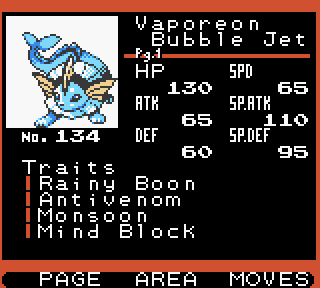 Vaporeon
Bubble Jet
Pg.1
HP 130 SPD 65
ATK 65 SP.ATK 110
DEF 60 SP.DEF 95
No. 134
Traits
Rainy Boon
Antivenom
Monsoon
Mind Block
PAGE AREA MOVES